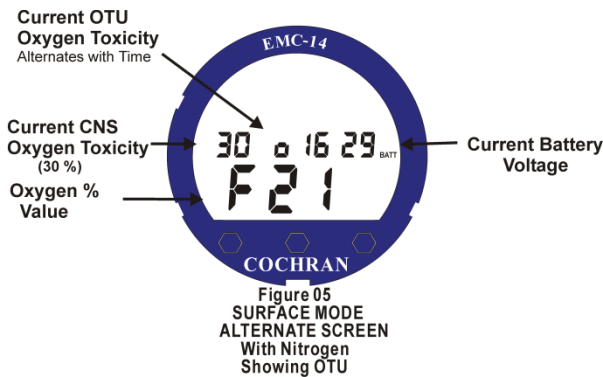 Current OTU
Oxygen Toxicity
Alternates with Time
EMC-14
Current CNS
Oxygen Toxicity
(30 %)
Oxygen %
Value
30 o 16 29 BATT
F21
Current Battery
Voltage
COCHRAN
Figure 05
SURFACE MODE
ALTERNATE SCREEN
With Nitrogen
Showing OTU